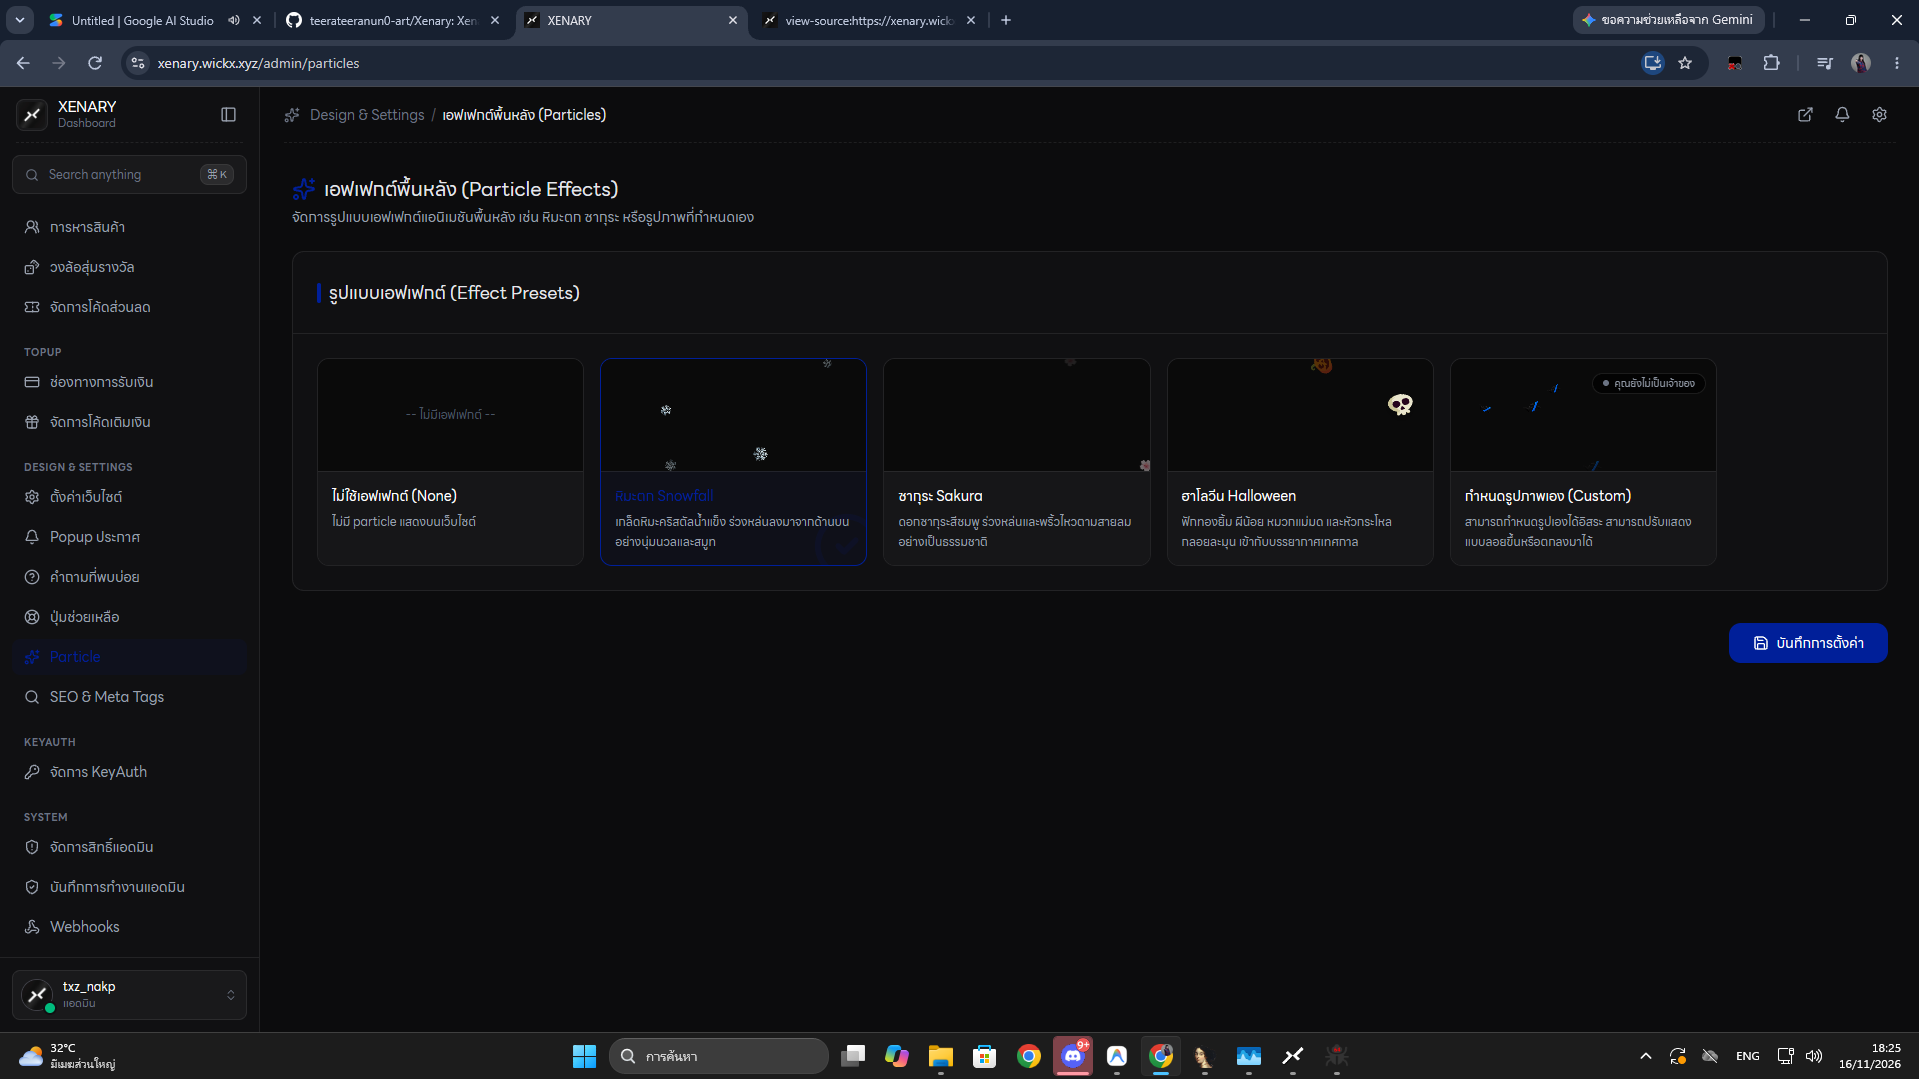 Untitled | Google AI Studio
teerateeranun0-art/Xenary: Xen
XENARY
view-source:https://xenary.wick
ขอความช่วยเหลือจาก Gemini
xenary.wickx.xyz/admin/particles
XENARY
Dashboard
Search anything
⌘ K
การหารสินค้า
วงล้อสุ่มรางวัล
จัดการโค้ดส่วนลด
TOPUP
ช่องทางการรับเงิน
จัดการโค้ดเติมเงิน
DESIGN & SETTINGS
ตั้งค่าเว็บไซต์
Popup ประกาศ
คำถามที่พบบ่อย
ปุ่มช่วยเหลือ
Particle
SEO & Meta Tags
KEYAUTH
จัดการ KeyAuth
SYSTEM
จัดการสิทธิ์แอดมิน
บันทึกการทำงานแอดมิน
Webhooks
txz_nakp
แอดมิน
Design & Settings / เอฟเฟกต์พื้นหลัง (Particles)
เอฟเฟกต์พื้นหลัง (Particle Effects)
จัดการรูปแบบเอฟเฟกต์แอนิเมชันพื้นหลัง เช่น หิมะตก ซากุระ หรือรูปภาพที่กำหนดเอง
รูปแบบเอฟเฟกต์ (Effect Presets)
-- ไม่มีเอฟเฟกต์ --
ไม่ใช้เอฟเฟกต์ (None)
ไม่มี particle แสดงบนเว็บไซต์
หิมะตก Snowfall
เกล็ดหิมะคริสตัลน้ำแข็ง ร่วงหล่นลงมาจากด้านบน
อย่างนุ่มนวลและสมูท
ซากุระ Sakura
ดอกซากุระสีชมพู ร่วงหล่นและพริ้วไหวตามสายลม
อย่างเป็นธรรมชาติ
ฮาโลวีน Halloween
ฟักทองยิ้ม ผีน้อย หมวกแม่มด และหัวกระโหล
กลอยละมุน เข้ากับบรรยากาศเทศกาล
คุณยังไม่เป็นเจ้าของ
กำหนดรูปภาพเอง (Custom)
สามารถกำหนดรูปเองได้อิสระ สามารถปรับแสดง
แบบลอยขึ้นหรือตกลงมาได้
บันทึกการตั้งค่า
32°C
มีเมฆส่วนใหญ่
การค้นหา
9+
ENG
18:25
16/11/2026